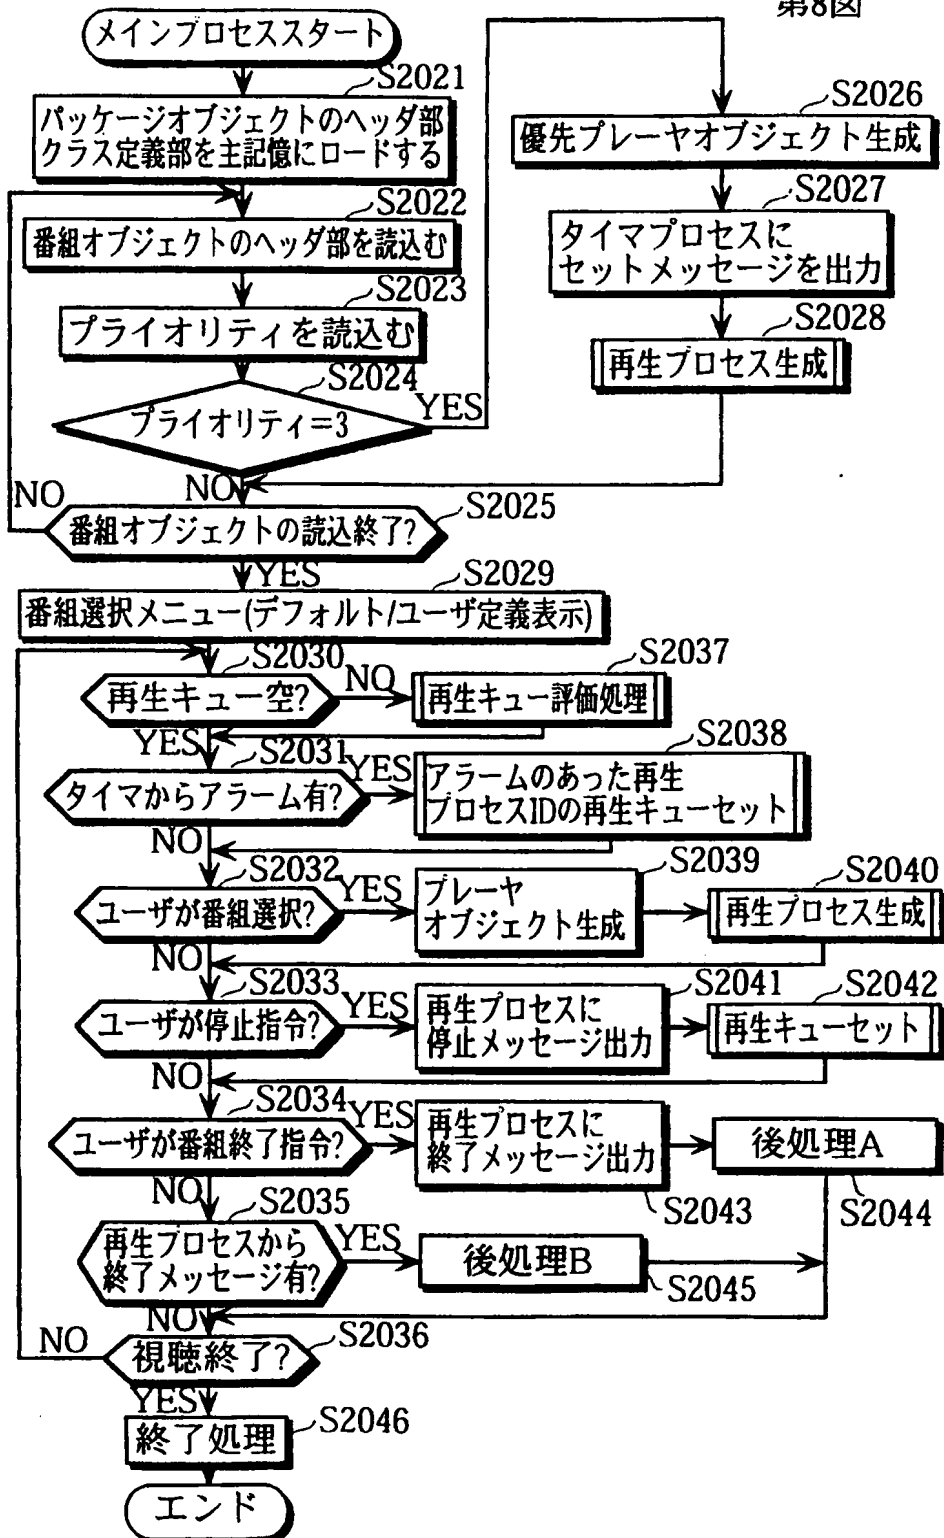 第8図
メインプロセススタート
S2021
パッケージオブジェクトのヘッダ部
クラス定義部を主記憶にロードする
S2022
番組オブジェクトのヘッダ部を読込む
S2023
プライオリティを読込む
S2024
プライオリティ=3
YES
NO
S2026
優先プレーヤオブジェクト生成
S2027
タイマプロセスに
セットメッセージを出力
S2028
再生プロセス生成
S2025
番組オブジェクトの読込終了?
NO
YES
S2029
番組選択メニュー(デフォルト/ユーザ定義表示)
S2030
再生キュー空?
NO
S2037
再生キュー評価処理
YES
S2031
タイマからアラーム有?
YES
S2038
アラームのあった再生
プロセスIDの再生キューセット
NO
S2032
ユーザが番組選択?
YES
S2039
プレーヤ
オブジェクト生成
S2040
再生プロセス生成
NO
S2033
ユーザが停止指令?
YES
S2041
再生プロセスに
停止メッセージ出力
S2042
再生キューセット
NO
S2034
ユーザが番組終了指令?
YES
再生プロセスに
終了メッセージ出力
S2043
後処理A
S2044
NO
S2035
再生プロセスから
終了メッセージ有?
YES
後処理B
S2045
NO
S2036
視聴終了?
NO
YES
S2046
終了処理
エンド